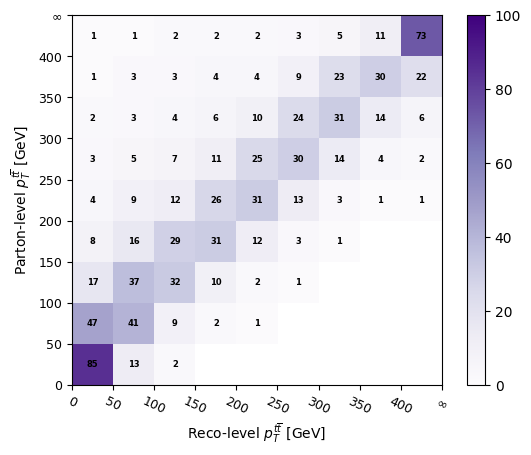 ∞ 1 1 2 2 2 3 5 11 73 100
400 1 3 3 4 4 9 23 30 22
350 2 3 4 6 10 24 31 14 6 80
300 3 5 7 11 25 30 14 4 2
250 4 9 12 26 31 13 3 1 1 60
200 8 16 29 31 12 3 1 40
150 17 37 32 10 2 1
100 47 41 9 2 1 20
50 85 13 2
0 0
0 50 100 150 200 250 300 350 400 ∞
Parton-level p_T^{t\bar{t}} [GeV]
Reco-level p_T^{t\bar{t}} [GeV]